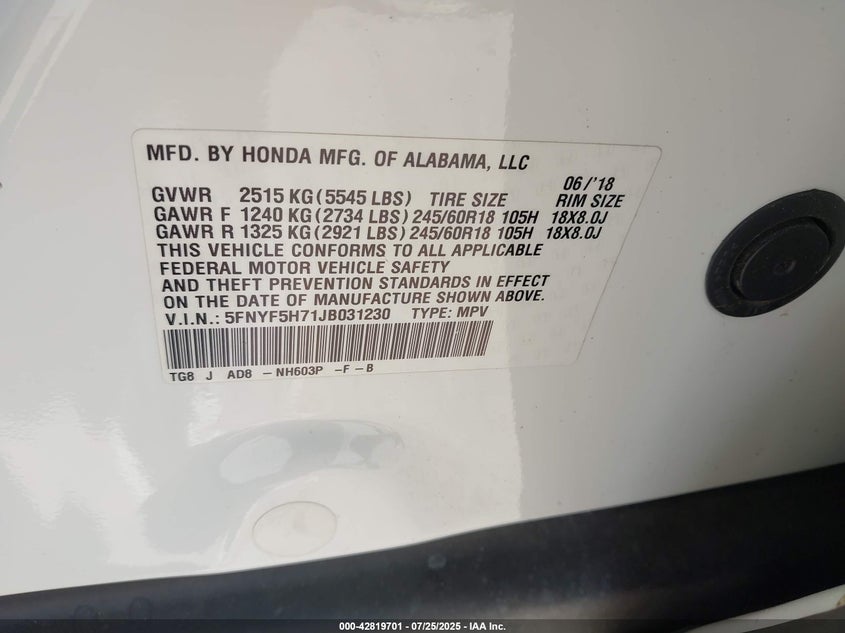 MFD. BY HONDA MFG. OF ALABAMA, LLC
06/'18
GVWR 2515 KG (5545 LBS) TIRE SIZE RIM SIZE
GAWR F 1240 KG (2734 LBS) 245/60R18 105H 18X8.0J
GAWR R 1325 KG (2921 LBS) 245/60R18 105H 18X8.0J
THIS VEHICLE CONFORMS TO ALL APPLICABLE
FEDERAL MOTOR VEHICLE SAFETY
AND THEFT PREVENTION STANDARDS IN EFFECT
ON THE DATE OF MANUFACTURE SHOWN ABOVE.
V.I.N.: 5FNYF5H71JB031230 TYPE: MPV
TG8 J AD8 - NH603P - F - B
000-42819701 / 07/25/2025 - IAA Inc.